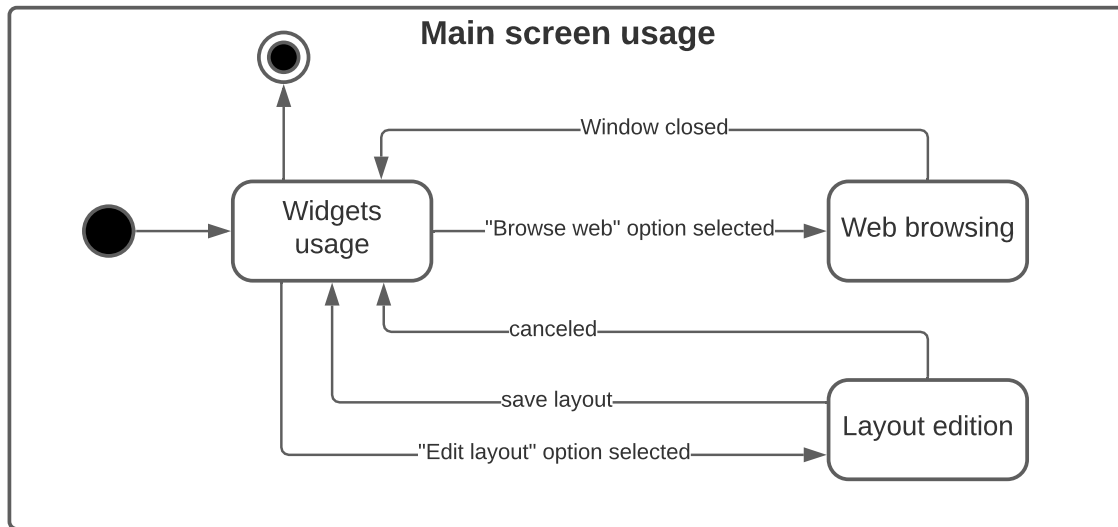 Main screen usage
Window closed
Widgets
usage
"Browse web" option selected
Web browsing
canceled
save layout
Layout edition
"Edit layout" option selected